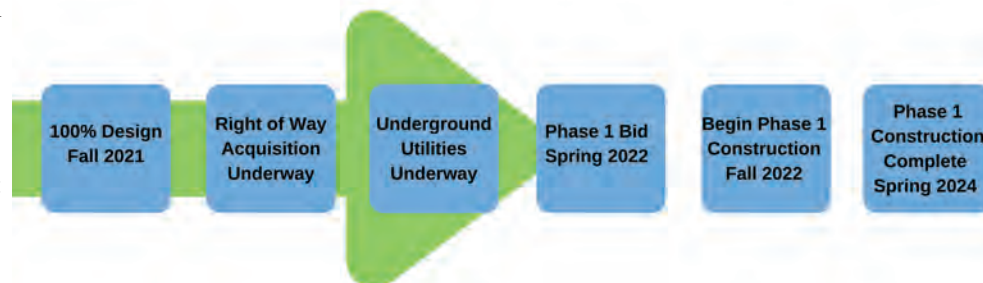 100% Design
Fall 2021
Right of Way
Acquisition
Underway
Underground
Utilities
Underway
Phase 1 Bid
Spring 2022
Begin Phase 1
Construction
Fall 2022
Phase 1
Construction
Complete
Spring 2024